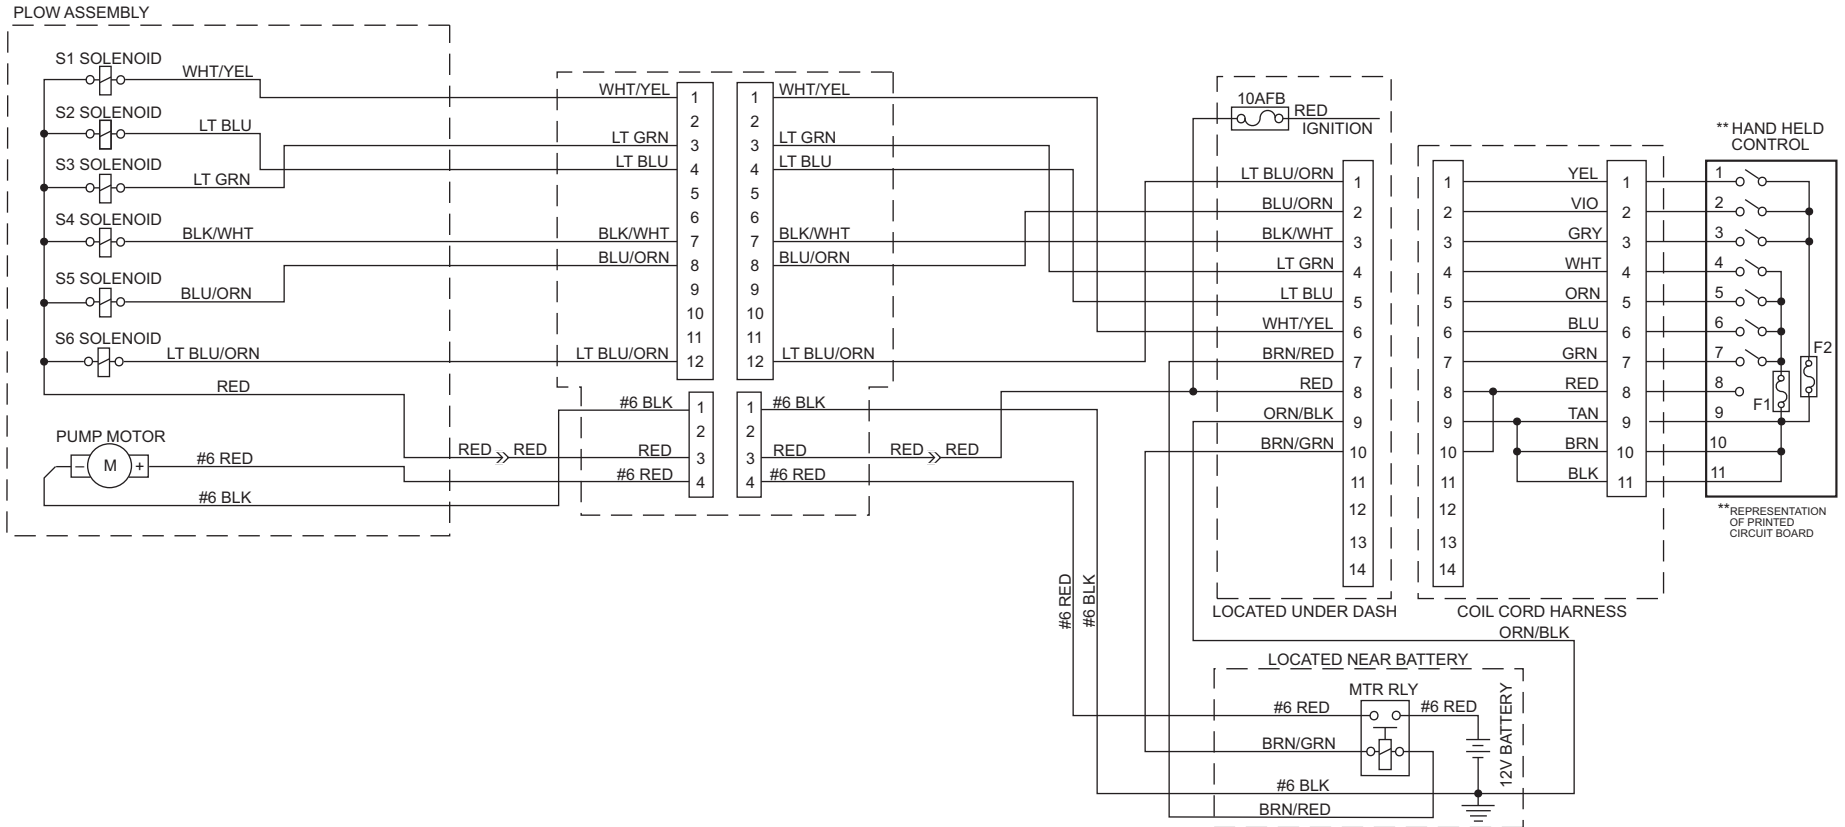 PLOW ASSEMBLY
S1 SOLENOID
WHT/YEL
S2 SOLENOID
LT BLU
S3 SOLENOID
LT GRN
S4 SOLENOID
BLK/WHT
S5 SOLENOID
BLU/ORN
S6 SOLENOID
LT BLU/ORN
RED
PUMP MOTOR
– M +
#6 RED
#6 BLK
RED RED
WHT/YEL 1
2
LT GRN 3
LT BLU 4
5
6
BLK/WHT 7
BLU/ORN 8
9
10
11
LT BLU/ORN 12
#6 BLK 1
2
RED 3
#6 RED 4
1 WHT/YEL
2
3 LT GRN
4 LT BLU
5
6
7 BLK/WHT
8 BLU/ORN
9
10
11
12 LT BLU/ORN
1 #6 BLK
2
3 RED
4 #6 RED
RED RED
#6 RED
#6 BLK
10AFB
RED
IGNITION
LT BLU/ORN 1
BLU/ORN 2
BLK/WHT 3
LT GRN 4
LT BLU 5
WHT/YEL 6
BRN/RED 7
RED 8
ORN/BLK 9
BRN/GRN 10
11
12
13
14
LOCATED UNDER DASH
1 YEL 1
2 VIO 2
3 GRY 3
4 WHT 4
5 ORN 5
6 BLU 6
7 GRN 7
8 RED 8
9 TAN 9
10 BRN 10
11 BLK 11
12
13
14
COIL CORD HARNESS
** HAND HELD
CONTROL
1
2
3
4
5
6
7
8
9
10
11
F2
F1
**REPRESENTATION
OF PRINTED
CIRCUIT BOARD
ORN/BLK
LOCATED NEAR BATTERY
MTR RLY
#6 RED
#6 RED
BRN/GRN
12V BATTERY
#6 BLK
BRN/RED